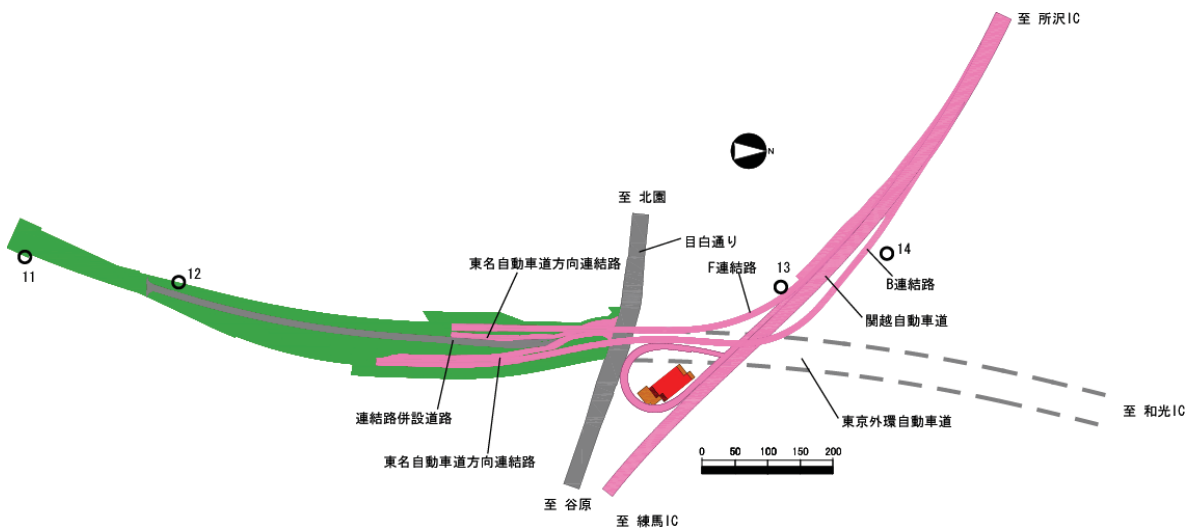 至 所沢IC
N
至 北園
目白通り
東名自動車道方向連結路
F連結路
13
14
B連結路
11
12
関越自動車道
連結路併設道路
東京外環自動車道
至 和光IC
東名自動車道方向連結路
0 50 100 150 200
至 谷原
至 練馬IC